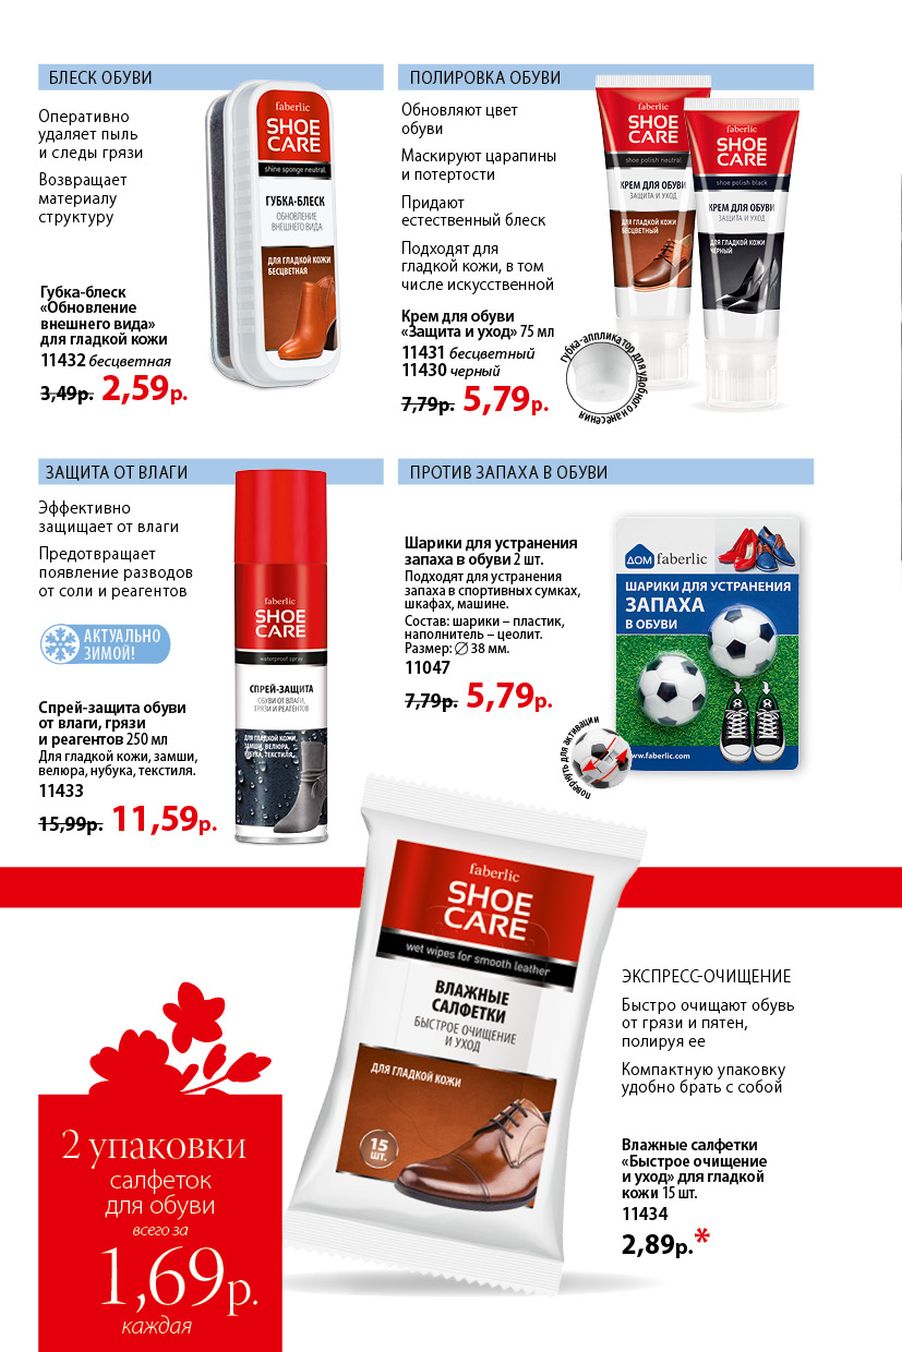 БЛЕСК ОБУВИ
Оперативно
удаляет пыль
и следы грязи
Возвращает
материалу
структуру
Губка-блеск
«Обновление
внешнего вида»
для гладкой кожи
11432 бесцветная
3,49р. 2,59р.
faberlic
SHOE
CARE
shine sponge neutral
ГУБКА-БЛЕСК
ОБНОВЛЕНИЕ
ВНЕШНЕГО ВИДА
ДЛЯ ГЛАДКОЙ КОЖИ
БЕСЦВЕТНАЯ
ПОЛИРОВКА ОБУВИ
Обновляют цвет
обуви
Маскируют царапины
и потертости
Придают
естественный блеск
Подходят для
гладкой кожи, в том
числе искусственной
Крем для обуви
«Защита и уход» 75 мл
11431 бесцветный
11430 черный
7,79р. 5,79р.
губка-аппликатор для удобного нанесения
faberlic
SHOE
CARE
shoe polish neutral
КРЕМ ДЛЯ ОБУВИ
ЗАЩИТА И УХОД
ДЛЯ ГЛАДКОЙ КОЖИ
БЕСЦВЕТНЫЙ
faberlic
SHOE
CARE
shoe polish black
КРЕМ ДЛЯ ОБУВИ
ЗАЩИТА И УХОД
ДЛЯ ГЛАДКОЙ КОЖИ
ЧЕРНЫЙ
ЗАЩИТА ОТ ВЛАГИ
Эффективно
защищает от влаги
Предотвращает
появление разводов
от соли и реагентов
АКТУАЛЬНО
ЗИМОЙ!
Спрей-защита обуви
от влаги, грязи
и реагентов 250 мл
Для гладкой кожи, замши,
велюра, нубука, текстиля.
11433
15,99р. 11,59р.
faberlic
SHOE
CARE
waterproof spray
СПРЕЙ-ЗАЩИТА
ОБУВИ ОТ ВЛАГИ,
ГРЯЗИ И РЕАГЕНТОВ
ДЛЯ ГЛАДКОЙ КОЖИ,
ЗАМШИ, ВЕЛЮРА,
НУБУКА, ТЕКСТИЛЯ
ПРОТИВ ЗАПАХА В ОБУВИ
Шарики для устранения
запаха в обуви 2 шт.
Подходят для устранения
запаха в спортивных сумках,
шкафах, машине.
Состав: шарики – пластик,
наполнитель – цеолит.
Размер: ∅ 38 мм.
11047
7,79р. 5,79р.
повернуть для активации
ДОМ faberlic
ШАРИКИ ДЛЯ УСТРАНЕНИЯ
ЗАПАХА
В ОБУВИ
www.faberlic.com
faberlic
SHOE
CARE
wet wipes for smooth leather
ВЛАЖНЫЕ
САЛФЕТКИ
БЫСТРОЕ ОЧИЩЕНИЕ
И УХОД
ДЛЯ ГЛАДКОЙ КОЖИ
15
ШТ.
ЭКСПРЕСС-ОЧИЩЕНИЕ
Быстро очищают обувь
от грязи и пятен,
полируя ее
Компактную упаковку
удобно брать с собой
Влажные салфетки
«Быстрое очищение
и уход» для гладкой
кожи 15 шт.
11434
2,89р.*
2 упаковки
салфеток
для обуви
всего за
1,69р.
каждая